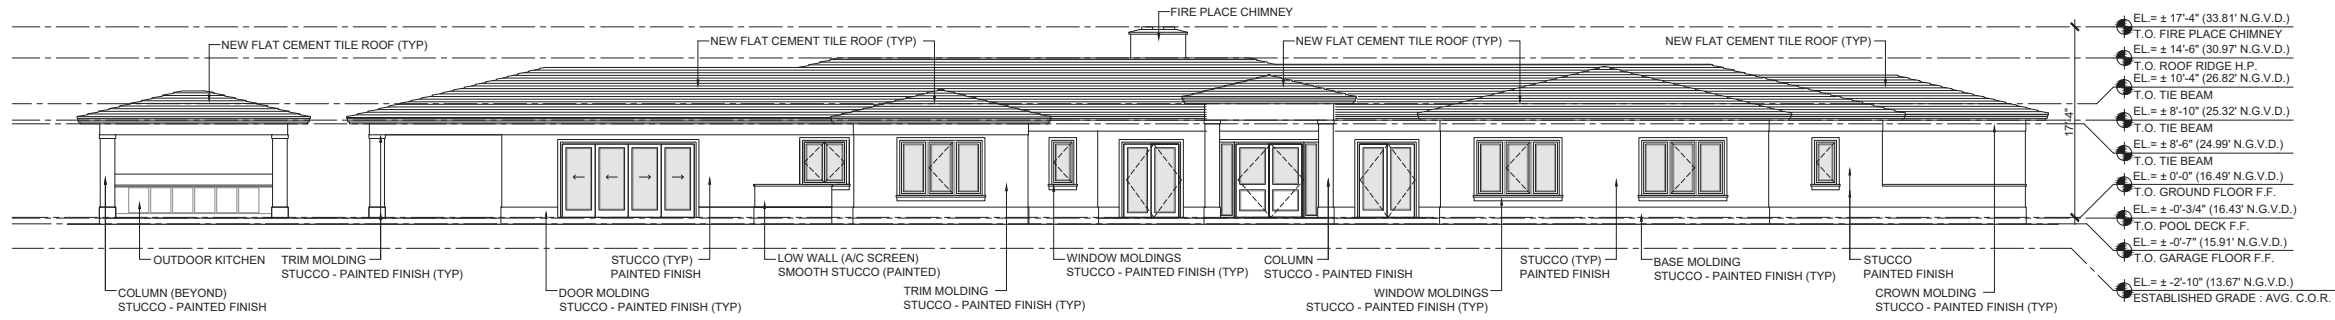 FIRE PLACE CHIMNEY
NEW FLAT CEMENT TILE ROOF (TYP)
NEW FLAT CEMENT TILE ROOF (TYP)
NEW FLAT CEMENT TILE ROOF (TYP)
NEW FLAT CEMENT TILE ROOF (TYP)
17'-4"
EL.= ± 17'-4" (33.81' N.G.V.D.)
T.O. FIRE PLACE CHIMNEY
EL.= ± 14'-6" (30.97' N.G.V.D.)
T.O. ROOF RIDGE H.P.
EL.= ± 10'-4" (26.82' N.G.V.D.)
T.O. TIE BEAM
EL.= ± 8'-10" (25.32' N.G.V.D.)
T.O. TIE BEAM
EL.= ± 8'-6" (24.99' N.G.V.D.)
T.O. TIE BEAM
EL.= ± 0'-0" (16.49' N.G.V.D.)
T.O. GROUND FLOOR F.F.
EL.= ± -0'-3/4" (16.43' N.G.V.D.)
T.O. POOL DECK F.F.
EL.= ± -0'-7" (15.91' N.G.V.D.)
T.O. GARAGE FLOOR F.F.
EL.= ± -2'-10" (13.67' N.G.V.D.)
ESTABLISHED GRADE : AVG. C.O.R.
OUTDOOR KITCHEN
TRIM MOLDING
STUCCO - PAINTED FINISH (TYP)
STUCCO (TYP)
PAINTED FINISH
LOW WALL (A/C SCREEN)
SMOOTH STUCCO (PAINTED)
WINDOW MOLDINGS
STUCCO - PAINTED FINISH (TYP)
COLUMN
STUCCO - PAINTED FINISH
STUCCO (TYP)
PAINTED FINISH
BASE MOLDING
STUCCO - PAINTED FINISH (TYP)
STUCCO
PAINTED FINISH
COLUMN (BEYOND)
STUCCO - PAINTED FINISH
DOOR MOLDING
STUCCO - PAINTED FINISH (TYP)
TRIM MOLDING
STUCCO - PAINTED FINISH (TYP)
WINDOW MOLDINGS
STUCCO - PAINTED FINISH (TYP)
CROWN MOLDING
STUCCO - PAINTED FINISH (TYP)